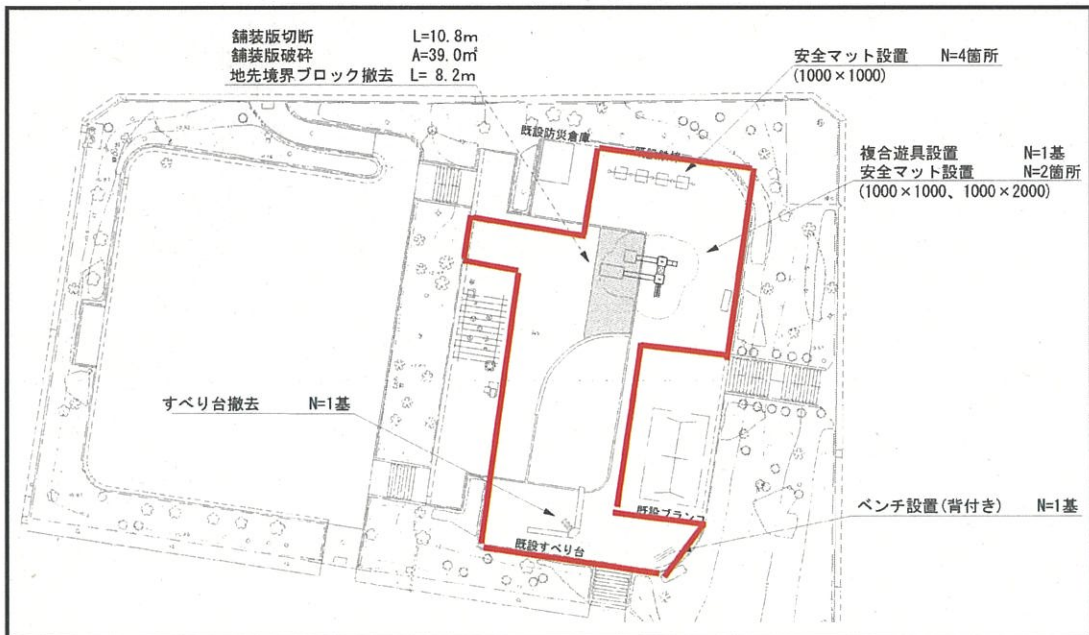 舗装版切断 L=10.8m
舗装版破砕 A=39.0㎡
地先境界ブロック撤去 L= 8.2m
安全マット設置 N=4箇所
(1000×1000)
既設防災倉庫
複合遊具設置 N=1基
安全マット設置 N=2箇所
(1000×1000、1000×2000)
すべり台撤去 N=1基
ベンチ設置(背付き) N=1基
既設ブランコ
既設すべり台